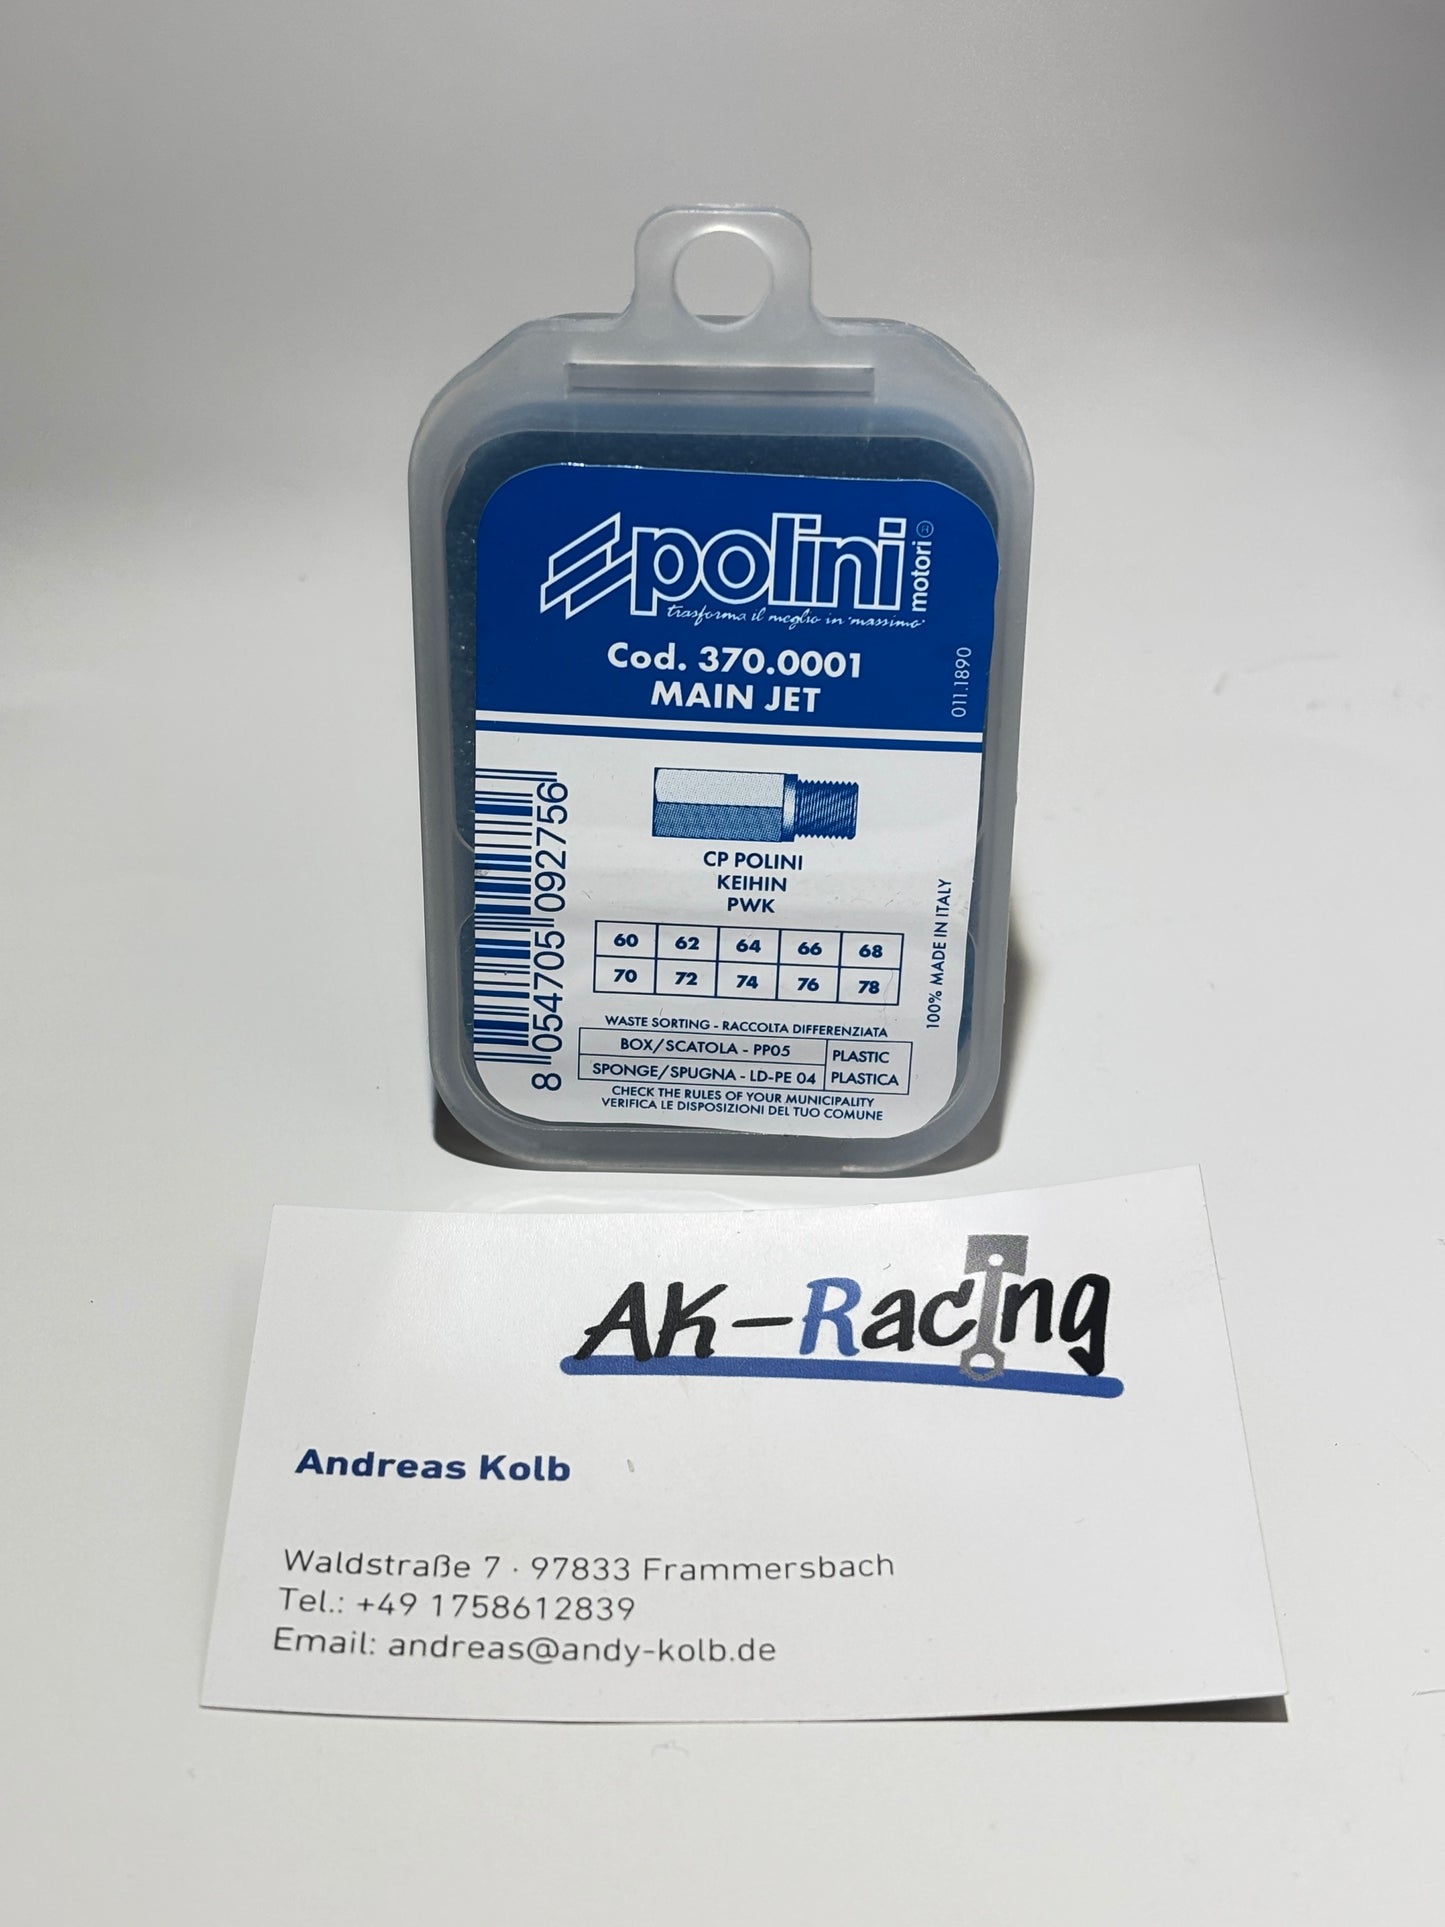 polini motori®
trasforma il meglio in "massimo"
Cod. 370.0001
MAIN JET
011.1890
8 054705 092756
CP POLINI
KEIHIN
PWK
60 62 64 66 68
70 72 74 76 78
100% MADE IN ITALY
WASTE SORTING - RACCOLTA DIFFERENZIATA
BOX/SCATOLA - PP05 PLASTIC
SPONGE/SPUGNA - LD-PE 04 PLASTICA
CHECK THE RULES OF YOUR MUNICIPALITY
VERIFICA LE DISPOSIZIONI DEL TUO COMUNE
AK-Racing
Andreas Kolb
Waldstraße 7 · 97833 Frammersbach
Tel.: +49 1758612839
Email: andreas@andy-kolb.de